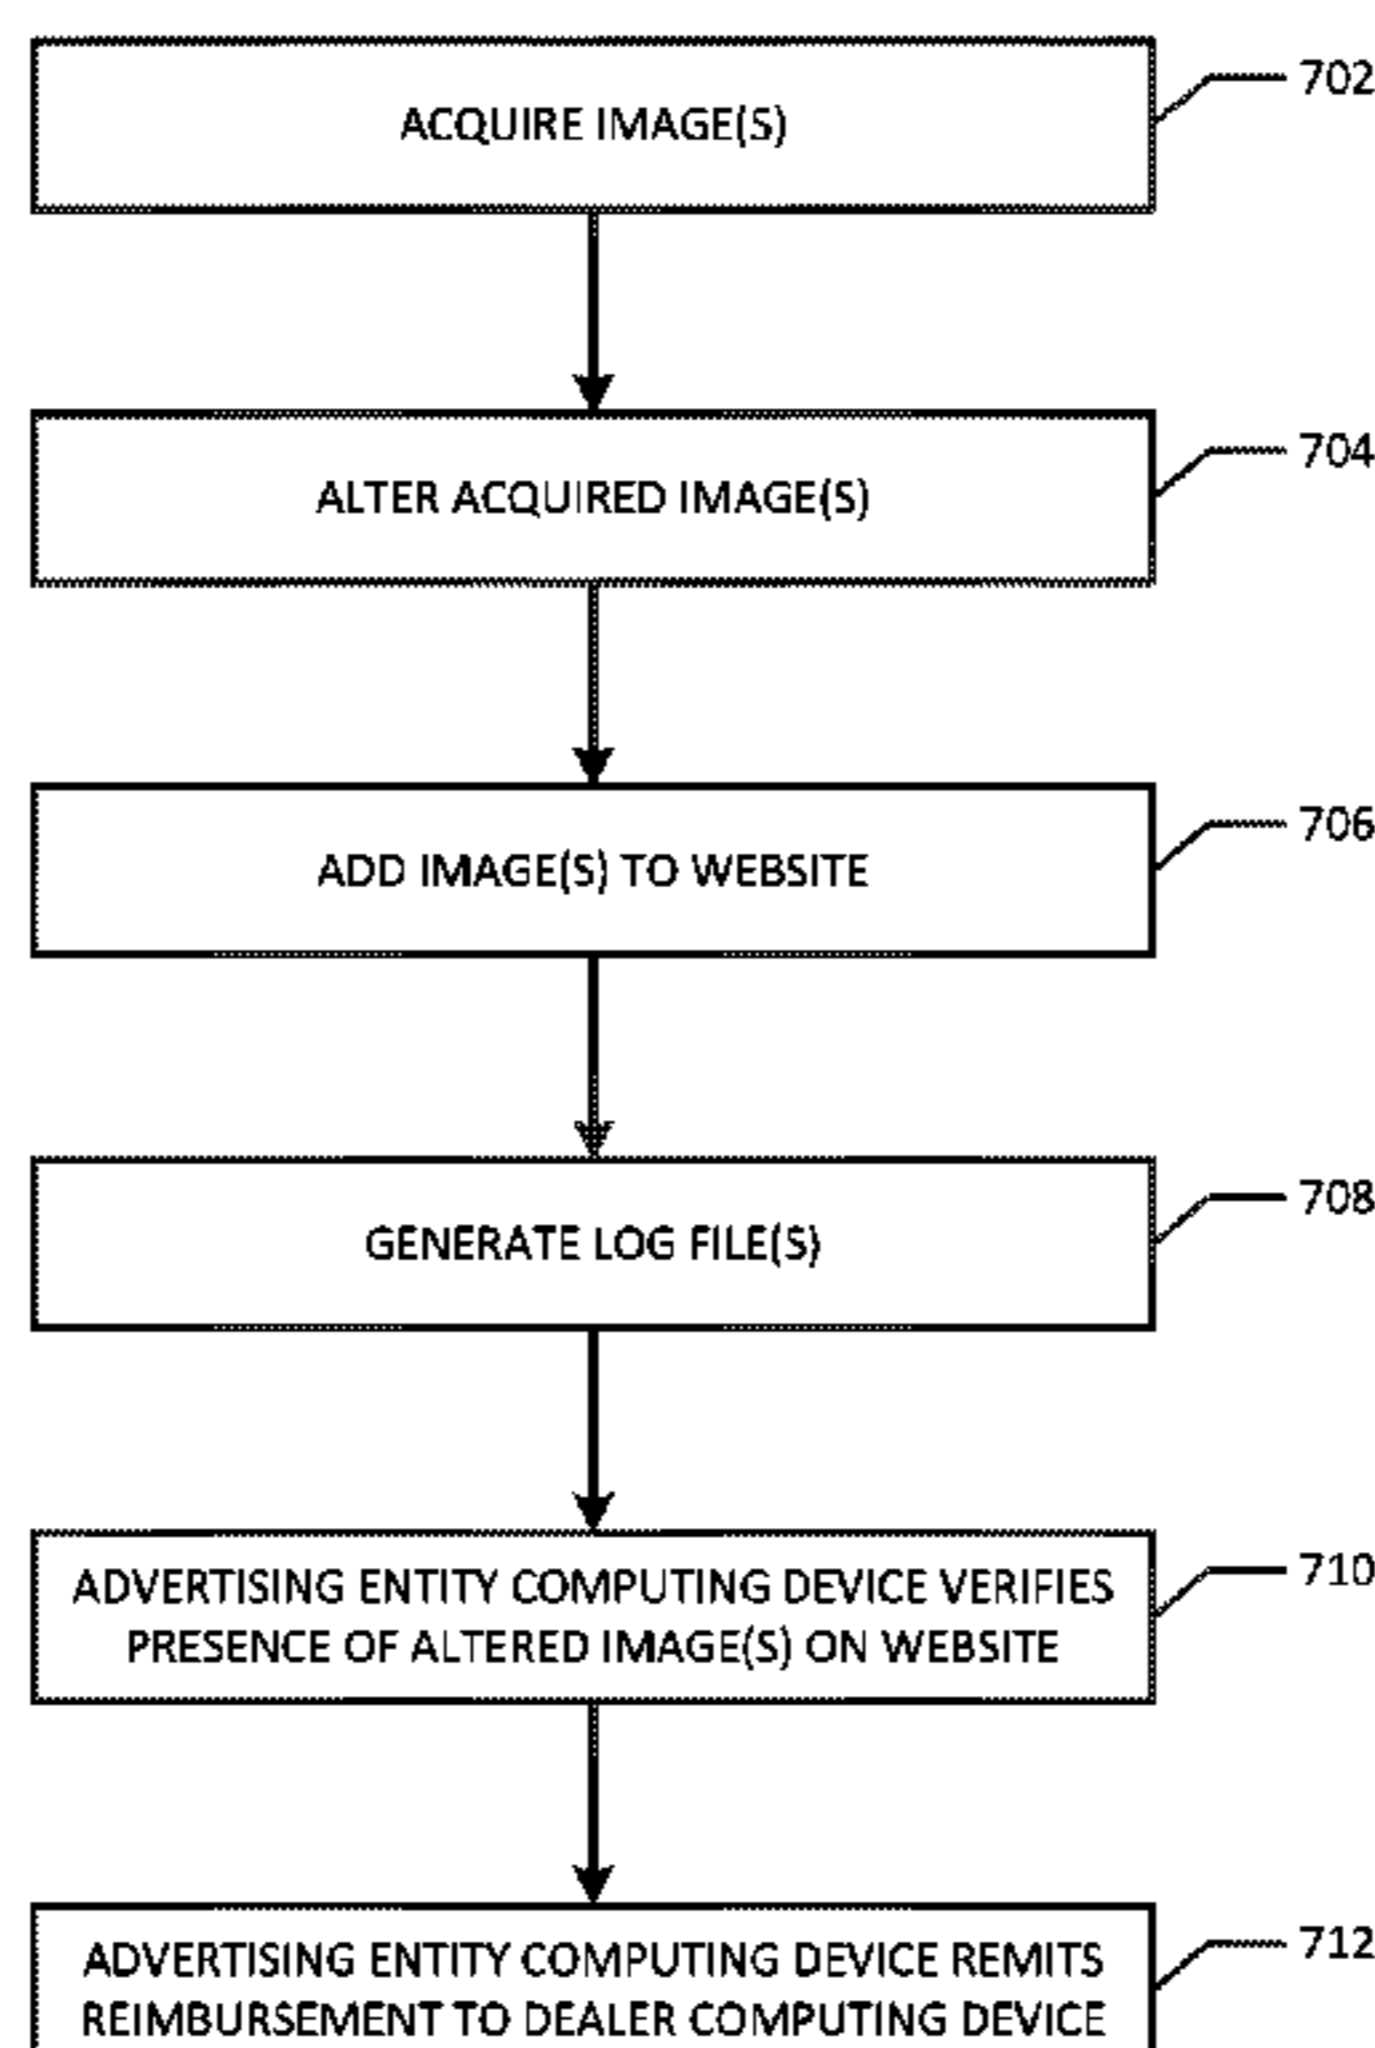 ACQUIRE IMAGE(S)
702
ALTER ACQUIRED IMAGE(S)
704
ADD IMAGE(S) TO WEBSITE
706
GENERATE LOG FILE(S)
708
ADVERTISING ENTITY COMPUTING DEVICE VERIFIES
PRESENCE OF ALTERED IMAGE(S) ON WEBSITE
710
ADVERTISING ENTITY COMPUTING DEVICE REMITS
REIMBURSEMENT TO DEALER COMPUTING DEVICE
712